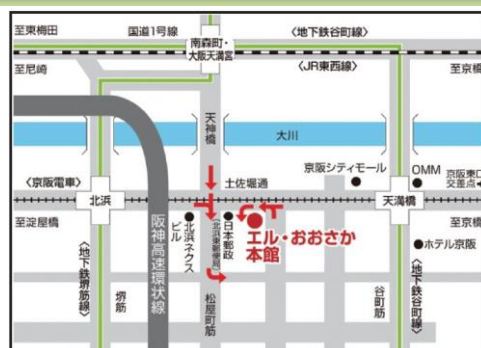 至東梅田
国道1号線
〈地下鉄谷町線〉
南森町・
大阪天満宮
至尼崎
〈JR東西線〉
至京橋
天神橋
大川
〈京阪電車〉
北浜
土佐堀通
京阪シティモール
OMM
京阪東口
交差点
天満橋
至淀屋橋
阪神高速環状線
北浜ネクス
ビル
日本郵政
(北浜東郵便局)
エル・おおさか
本館
至京橋
ホテル京阪
〈地下鉄堺筋線〉
堺筋
松屋町筋
谷町筋
〈地下鉄谷町線〉